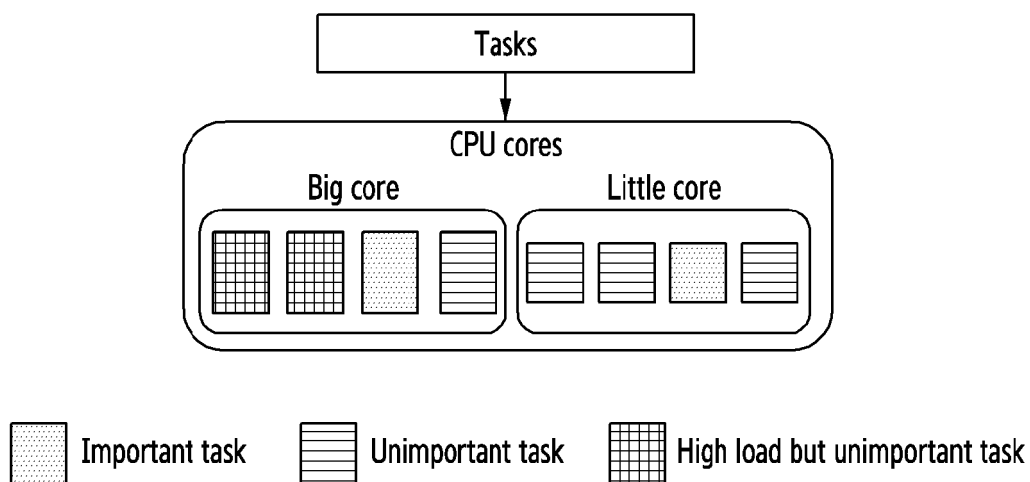 Tasks
CPU cores
Big core
Little core
Important task
Unimportant task
High load but unimportant task